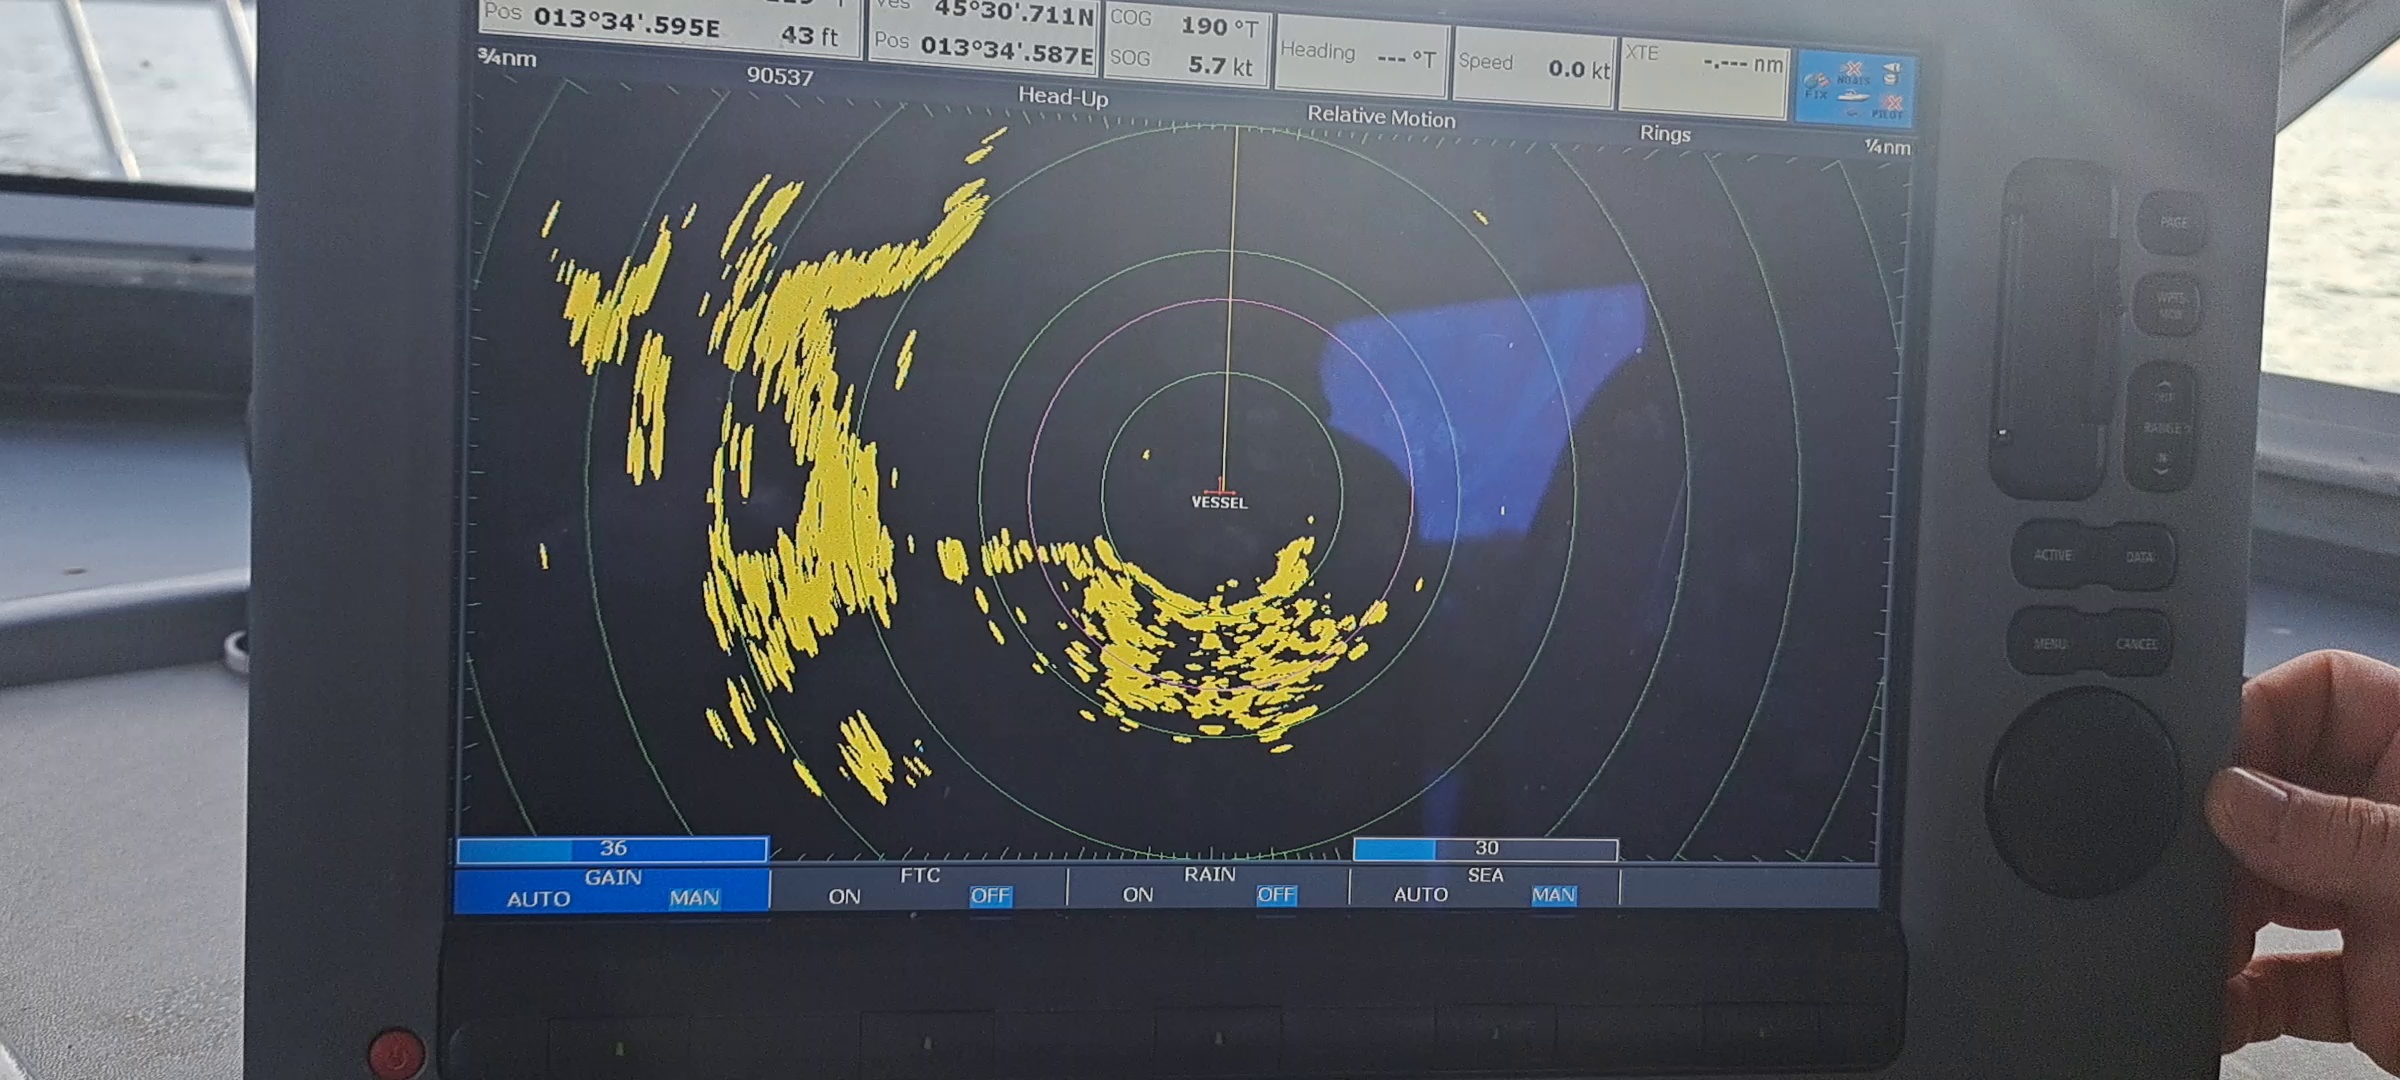 Pos 013°34'.595E 43 ft
45°30'.711N
Pos 013°34'.587E
COG 190 °T
SOG 5.7 kt
Heading --- °T
Speed 0.0 kt
XTE -.--- nm
FIX
PILOT
¾nm 90537 Head-Up Relative Motion Rings ¼nm
VESSEL
36 30
GAIN FTC RAIN SEA
AUTO MAN ON OFF ON OFF AUTO MAN
PAGE
RANGE
ACTIVE DATA
MENU CANCEL